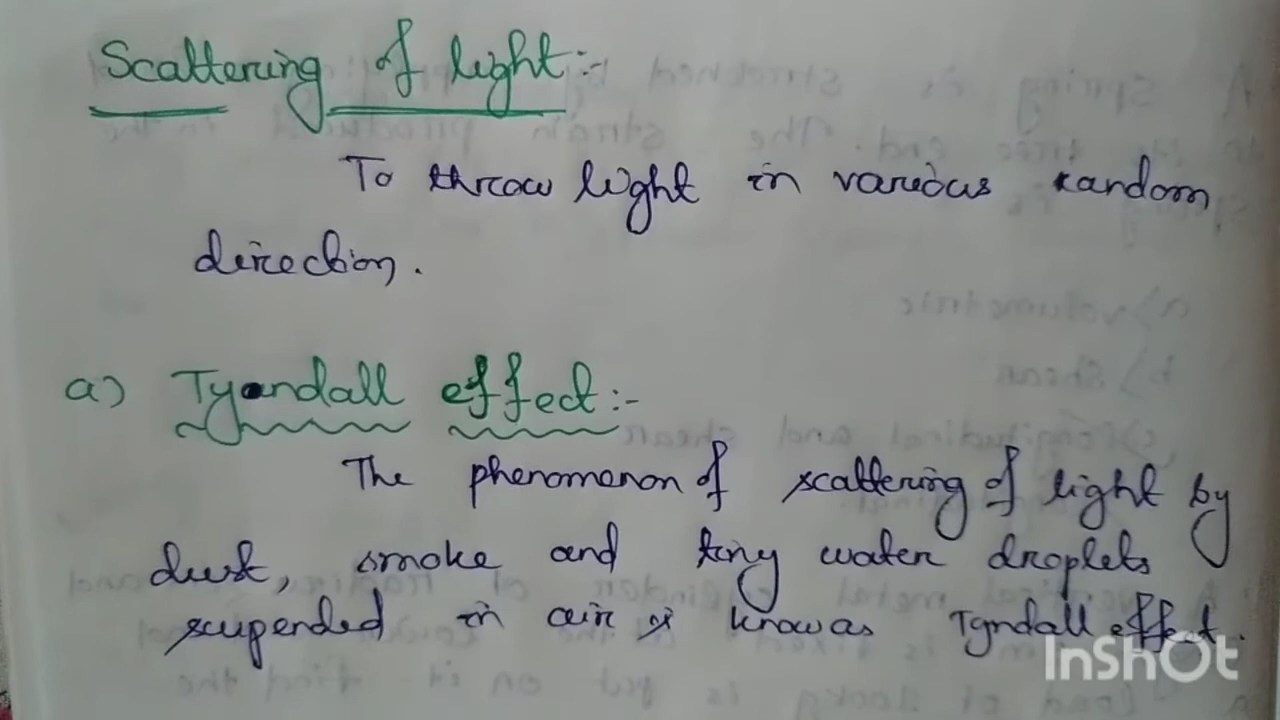 Scattering of light:-
To throw light in various random
direction.
a) Tyndall effect:-
The phenomenon of scattering of light by
dust, smoke and tiny water droplets
suspended in air is know as Tyndall effect.
InShOt